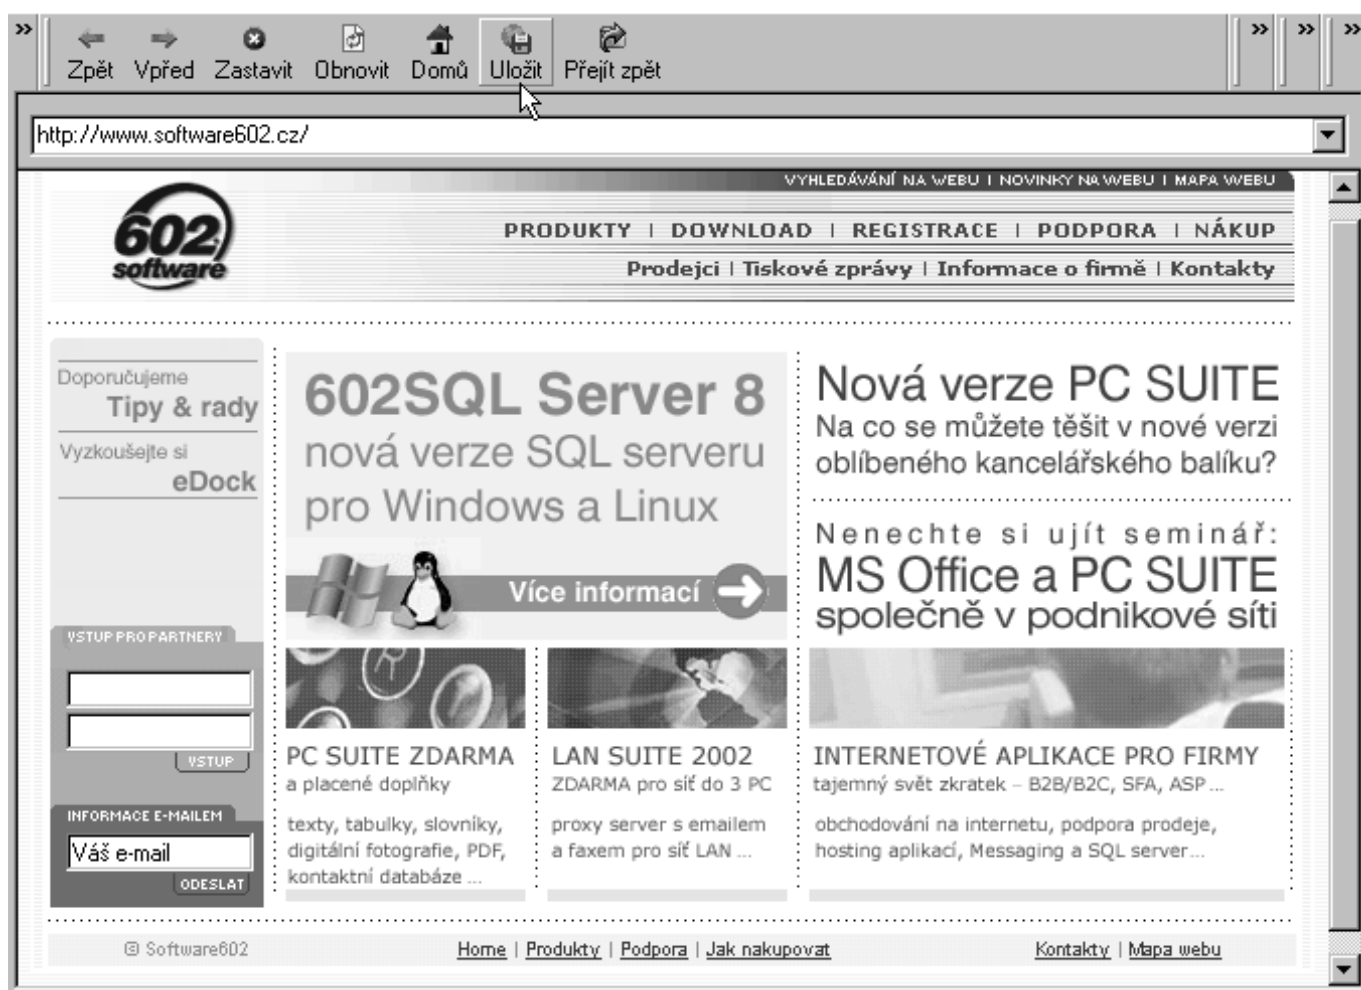 Zpět Vpřed Zastavit Obnovit Domů Uložit Přejít zpět
http://www.software602.cz/
VYHLEDÁVÁNÍ NA WEBU | NOVINKY NA WEBU | MAPA WEBU
602
software
PRODUKTY | DOWNLOAD | REGISTRACE | PODPORA | NÁKUP
Prodejci | Tiskové zprávy | Informace o firmě | Kontakty
Doporučujeme
Tipy & rady
Vyzkoušejte si
eDock
602SQL Server 8
nová verze SQL serveru
pro Windows a Linux
Více informací
Nová verze PC SUITE
Na co se můžete těšit v nové verzi
oblíbeného kancelářského balíku?
Nenechte si ujít seminář:
MS Office a PC SUITE
společně v podnikové síti
VSTUP PRO PARTNERY
VSTUP
INFORMACE E-MAILEM
Váš e-mail
ODESLAT
PC SUITE ZDARMA
a placené doplňky
texty, tabulky, slovníky,
digitální fotografie, PDF,
kontaktní databáze ...
LAN SUITE 2002
ZDARMA pro síť do 3 PC
proxy server s emailem
a faxem pro síť LAN ...
INTERNETOVÉ APLIKACE PRO FIRMY
tajemný svět zkratek – B2B/B2C, SFA, ASP ...
obchodování na internetu, podpora prodeje,
hosting aplikací, Messaging a SQL server...
© Software602 Home | Produkty | Podpora | Jak nakupovat Kontakty | Mapa webu